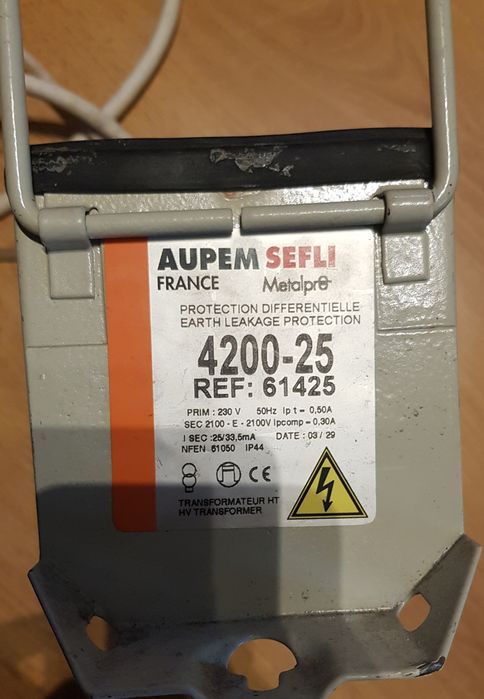 AUPEM SEFLI
FRANCE Metalpro
PROTECTION DIFFERENTIELLE
EARTH LEAKAGE PROTECTION
4200-25
REF: 61425
PRIM : 230 V 50Hz Ip t = 0,50A
SEC 2100 - E - 2100V Ipcomp = 0,30A
I SEC :25/33,5mA DATE : 03 / 29
NFEN 61050 IP44
CE
TRANSFORMATEUR HT
HV TRANSFORMER